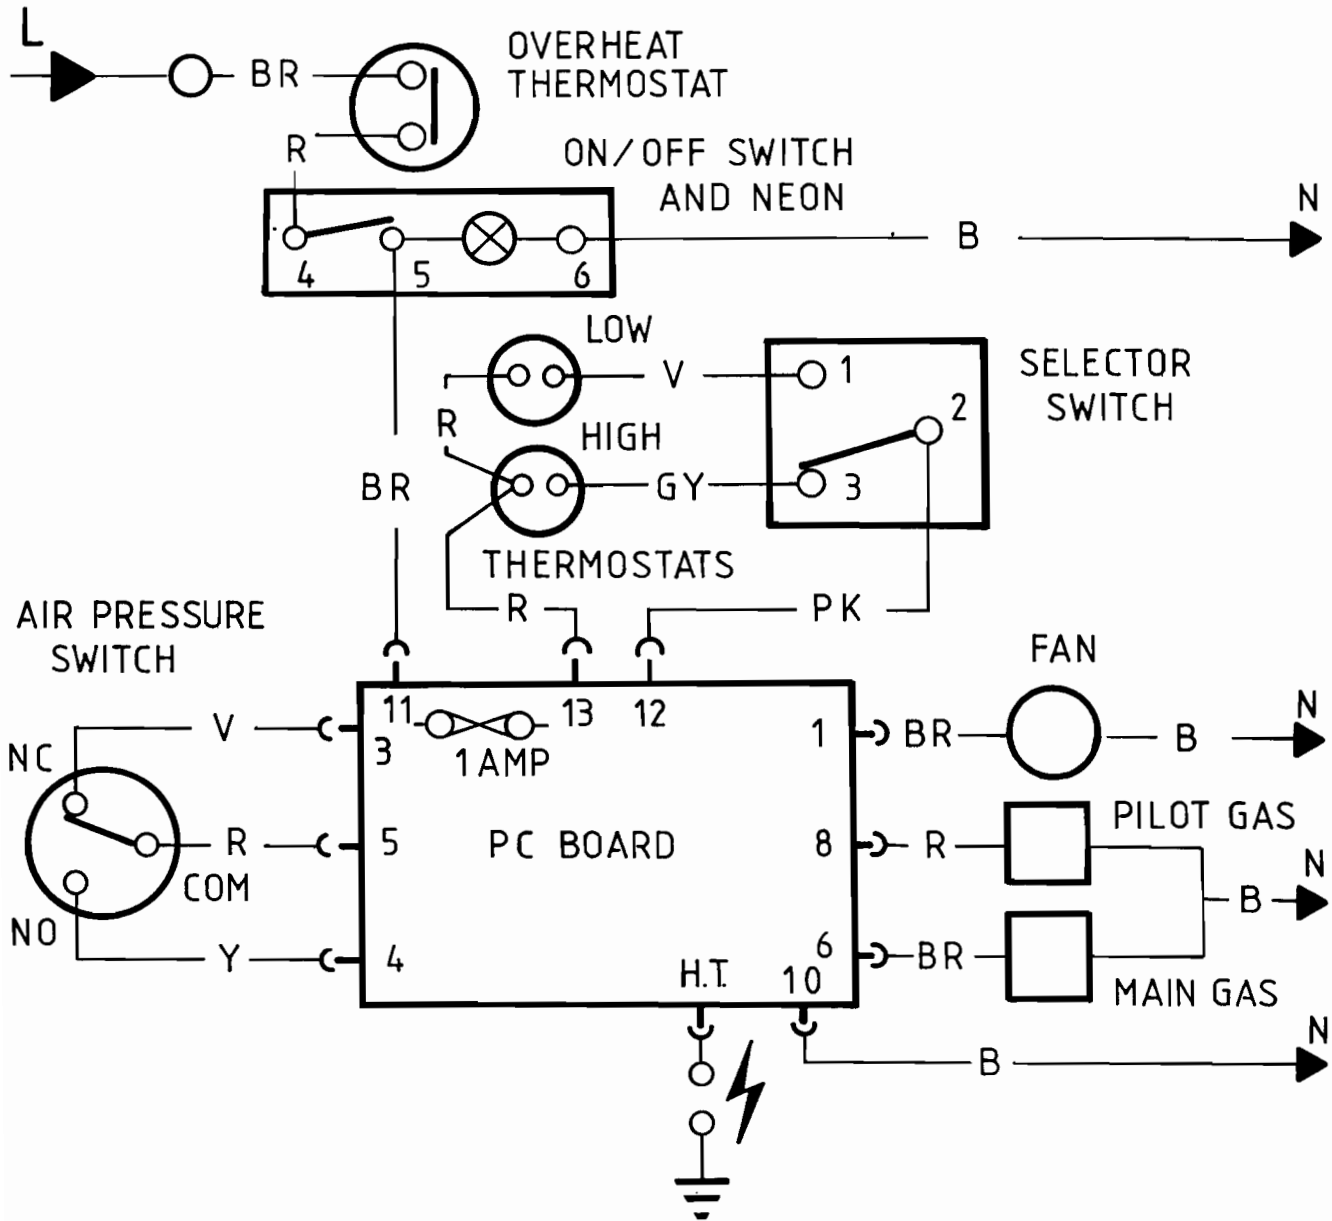 L
BR
OVERHEAT
THERMOSTAT
R
ON/OFF SWITCH
AND NEON
N
B
4
5
6
LOW
V
1
SELECTOR
SWITCH
2
R
HIGH
BR
GY
3
THERMOSTATS
R
PK
AIR PRESSURE
SWITCH
FAN
11
13
12
V
3
1 AMP
1
BR
B
N
NC
R
5
PC BOARD
8
R
PILOT GAS
COM
B
N
NO
Y
4
H.T.
10
6
BR
MAIN GAS
B
N